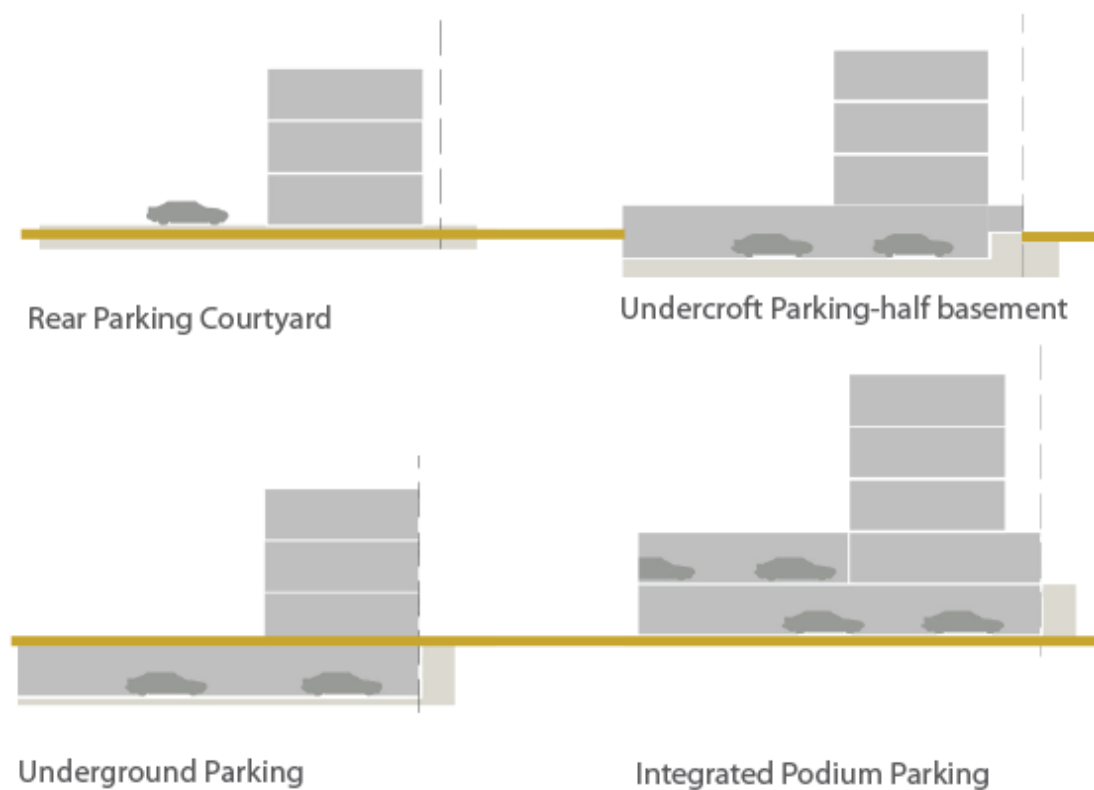 Rear Parking Courtyard
Undercroft Parking-half basement
Underground Parking
Integrated Podium Parking